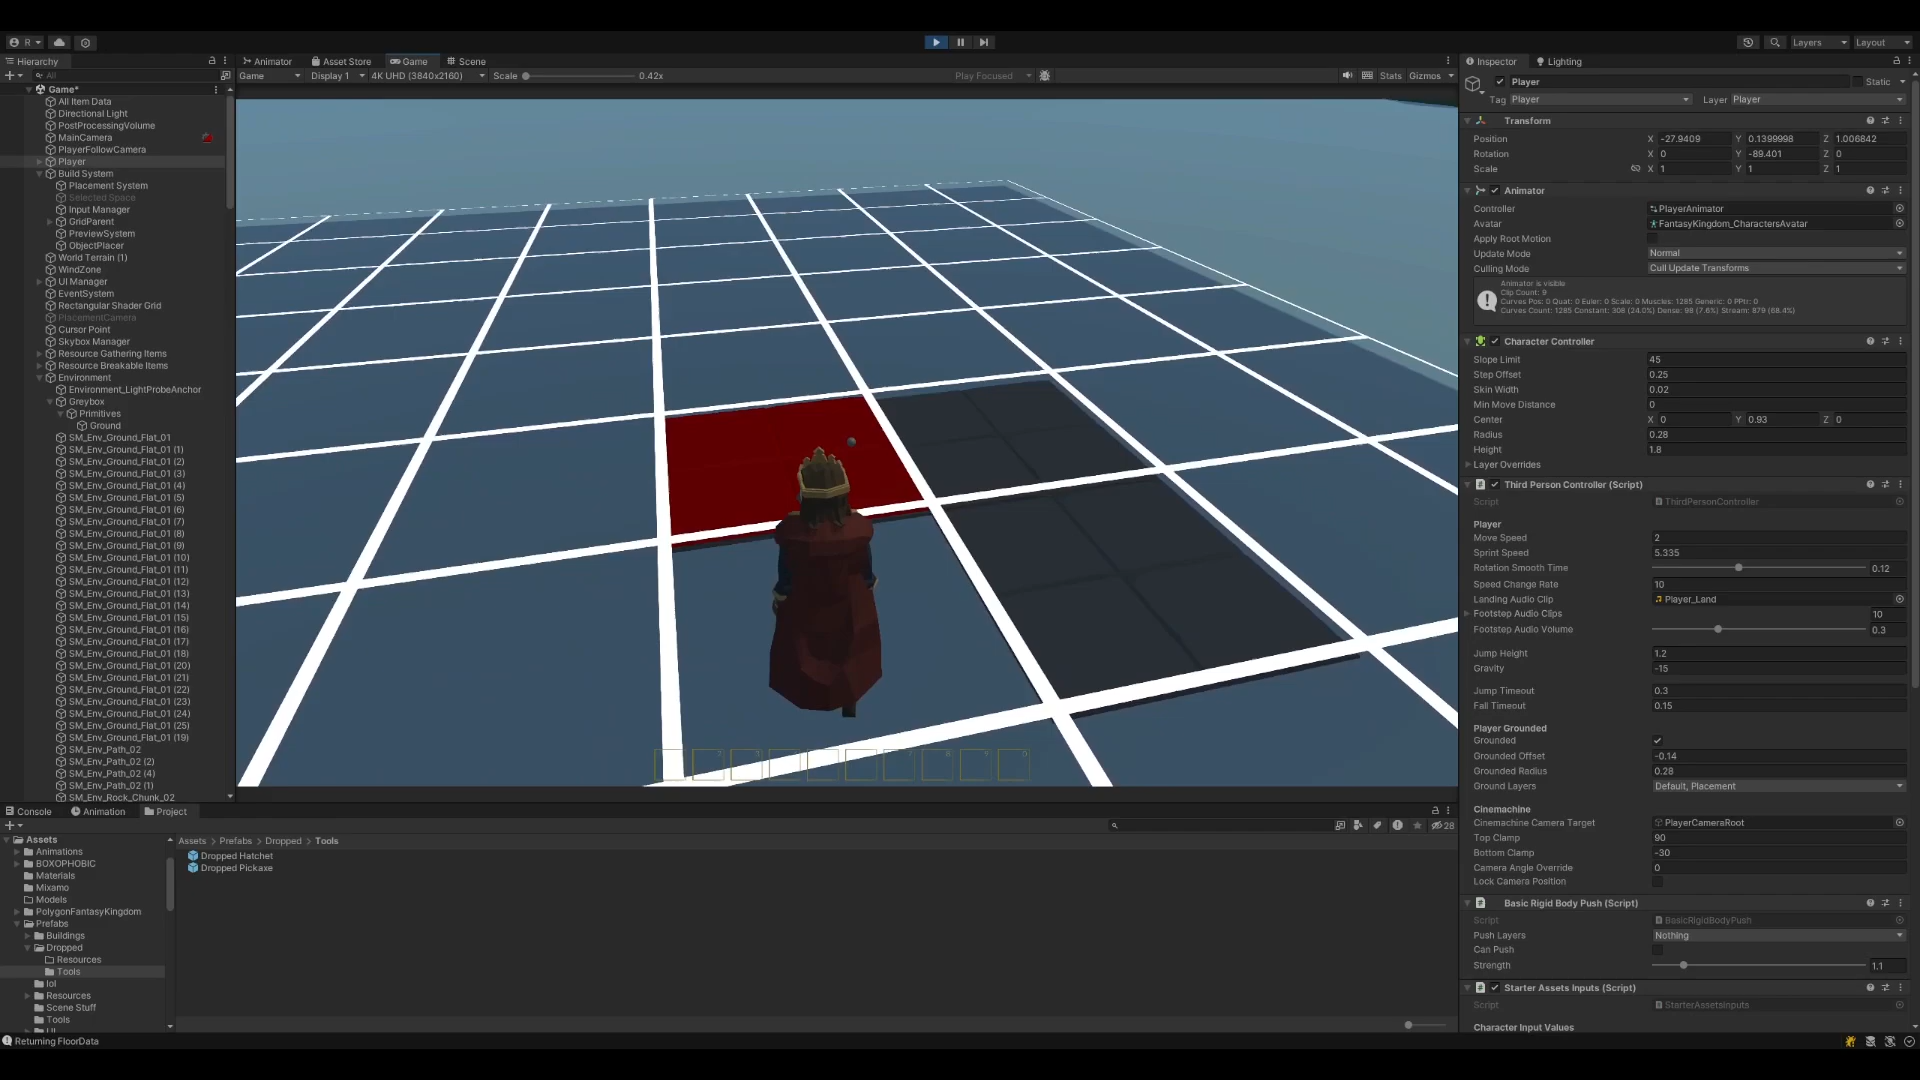 R
Layers
Layout
Hierarchy
Animator
Asset Store
Game
Scene
Inspector
Lighting
All
Game
Display 1
4K UHD (3840x2160)
Scale
0.42x
Play Focused
Stats
Gizmos
Game*
All Item Data
Directional Light
PostProcessingVolume
MainCamera
PlayerFollowCamera
Player
Build System
Placement System
Selected Space
Input Manager
GridParent
PreviewSystem
ObjectPlacer
World Terrain (1)
WindZone
UI Manager
EventSystem
Rectangular Shader Grid
PlacementCamera
Cursor Point
Skybox Manager
Resource Gathering Items
Resource Breakable Items
Environment
Environment_LightProbeAnchor
Greybox
Primitives
Ground
SM_Env_Ground_Flat_01
SM_Env_Ground_Flat_01 (1)
SM_Env_Ground_Flat_01 (2)
SM_Env_Ground_Flat_01 (3)
SM_Env_Ground_Flat_01 (4)
SM_Env_Ground_Flat_01 (5)
SM_Env_Ground_Flat_01 (6)
SM_Env_Ground_Flat_01 (7)
SM_Env_Ground_Flat_01 (8)
SM_Env_Ground_Flat_01 (9)
SM_Env_Ground_Flat_01 (10)
SM_Env_Ground_Flat_01 (11)
SM_Env_Ground_Flat_01 (12)
SM_Env_Ground_Flat_01 (13)
SM_Env_Ground_Flat_01 (14)
SM_Env_Ground_Flat_01 (15)
SM_Env_Ground_Flat_01 (16)
SM_Env_Ground_Flat_01 (17)
SM_Env_Ground_Flat_01 (18)
SM_Env_Ground_Flat_01 (20)
SM_Env_Ground_Flat_01 (21)
SM_Env_Ground_Flat_01 (22)
SM_Env_Ground_Flat_01 (23)
SM_Env_Ground_Flat_01 (24)
SM_Env_Ground_Flat_01 (25)
SM_Env_Ground_Flat_01 (19)
SM_Env_Path_02
SM_Env_Path_02 (2)
SM_Env_Path_02 (4)
SM_Env_Path_02 (1)
SM_Env_Rock_Chunk_02
Player
Static
Tag Player
Layer Player
Transform
Position X -27.9409 Y 0.1399998 Z 1.006842
Rotation X 0 Y -89.401 Z 0
Scale X 1 Y 1 Z 1
Animator
Controller PlayerAnimator
Avatar FantasyKingdom_CharactersAvatar
Apply Root Motion
Update Mode Normal
Culling Mode Cull Update Transforms
Animator is visible
Clip Count: 9
Curves Pos: 0 Quat: 0 Euler: 0 Scale: 0 Muscles: 1285 Generic: 0 PPtr: 0
Curves Count: 1285 Constant: 308 (24.0%) Dense: 98 (7.6%) Stream: 879 (68.4%)
Character Controller
Slope Limit 45
Step Offset 0.25
Skin Width 0.02
Min Move Distance 0
Center X 0 Y 0.93 Z 0
Radius 0.28
Height 1.8
Layer Overrides
Third Person Controller (Script)
Script ThirdPersonController
Player
Move Speed 2
Sprint Speed 5.335
Rotation Smooth Time 0.12
Speed Change Rate 10
Landing Audio Clip Player_Land
Footstep Audio Clips 10
Footstep Audio Volume 0.3
Jump Height 1.2
Gravity -15
Jump Timeout 0.3
Fall Timeout 0.15
Player Grounded
Grounded
Grounded Offset -0.14
Grounded Radius 0.28
Ground Layers Default, Placement
Cinemachine
Cinemachine Camera Target PlayerCameraRoot
Top Clamp 90
Bottom Clamp -30
Camera Angle Override 0
Lock Camera Position
Basic Rigid Body Push (Script)
Script BasicRigidBodyPush
Push Layers Nothing
Can Push
Strength 1.1
Starter Assets Inputs (Script)
Script StarterAssetsInputs
Character Input Values
Console
Animation
Project
28
Assets
Animations
BOXOPHOBIC
Materials
Mixamo
Models
PolygonFantasyKingdom
Prefabs
Buildings
Dropped
Resources
Tools
lol
Resources
Scene Stuff
Tools
UI
Assets > Prefabs > Dropped > Tools
Dropped Hatchet
Dropped Pickaxe
Returning FloorData